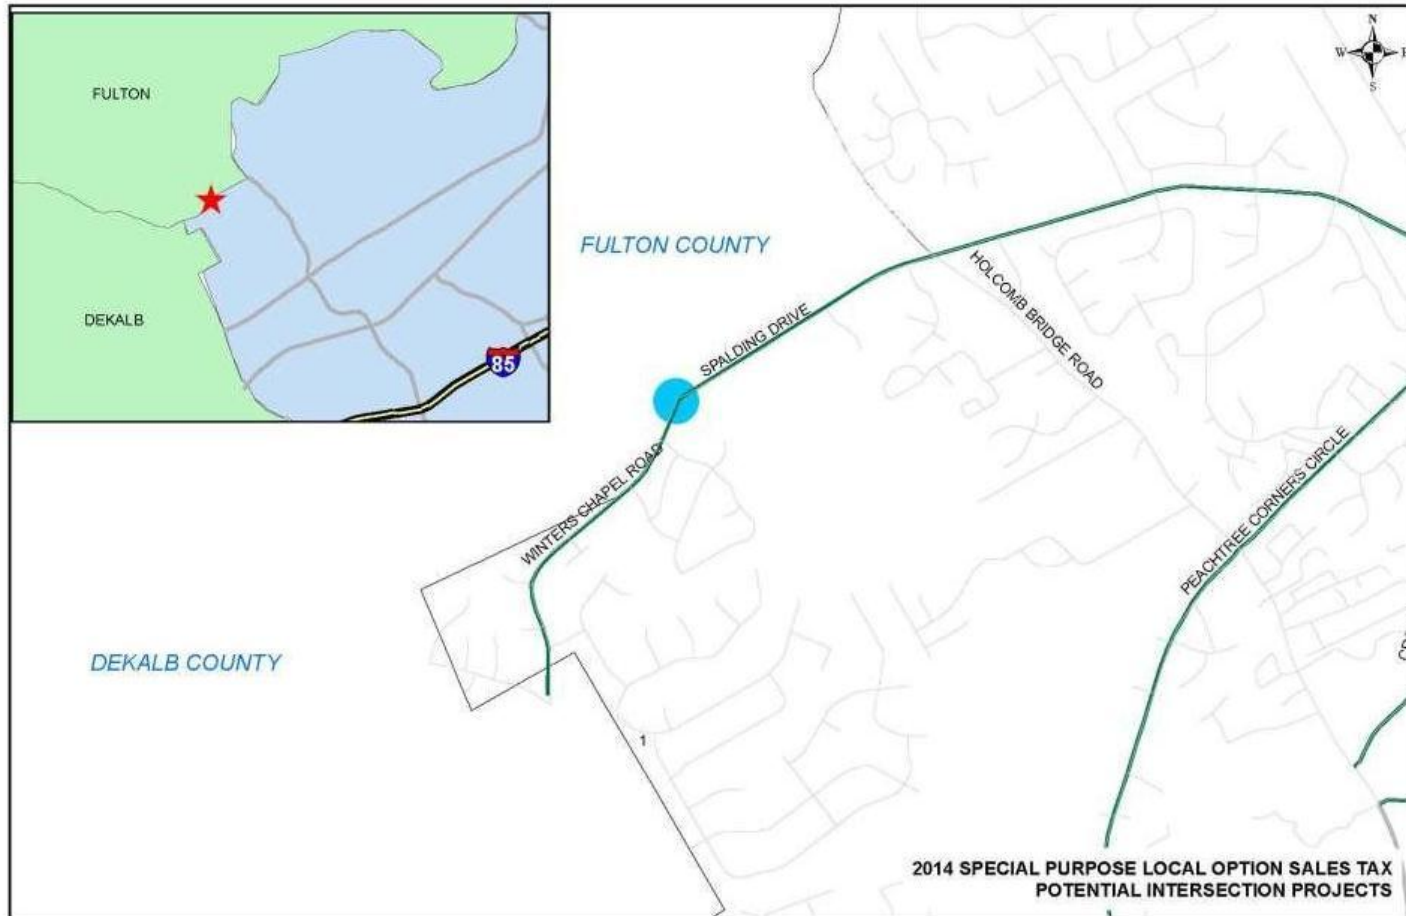 FULTON
N
W
E
S
FULTON COUNTY
HOLCOMB BRIDGE ROAD
SPALDING DRIVE
DEKALB
85
PEACHTREE CORNERS CIRCLE
WINTERS CHAPEL ROAD
DEKALB COUNTY
1
2014 SPECIAL PURPOSE LOCAL OPTION SALES TAX
POTENTIAL INTERSECTION PROJECTS